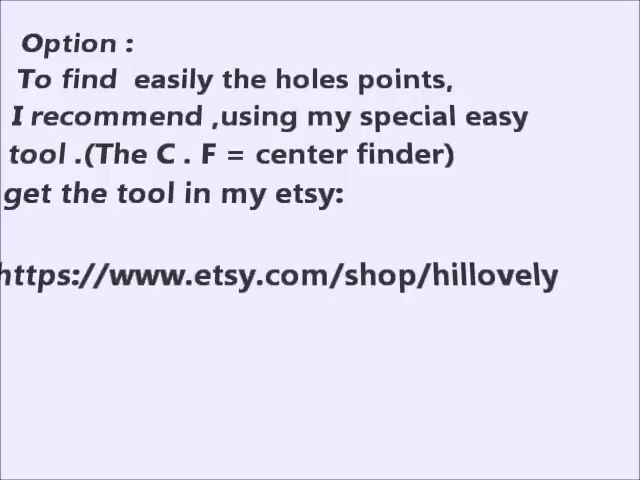 Option :
To find easily the holes points,
I recommend ,using my special easy
tool .(The C . F = center finder)
get the tool in my etsy:
https://www.etsy.com/shop/hillovely